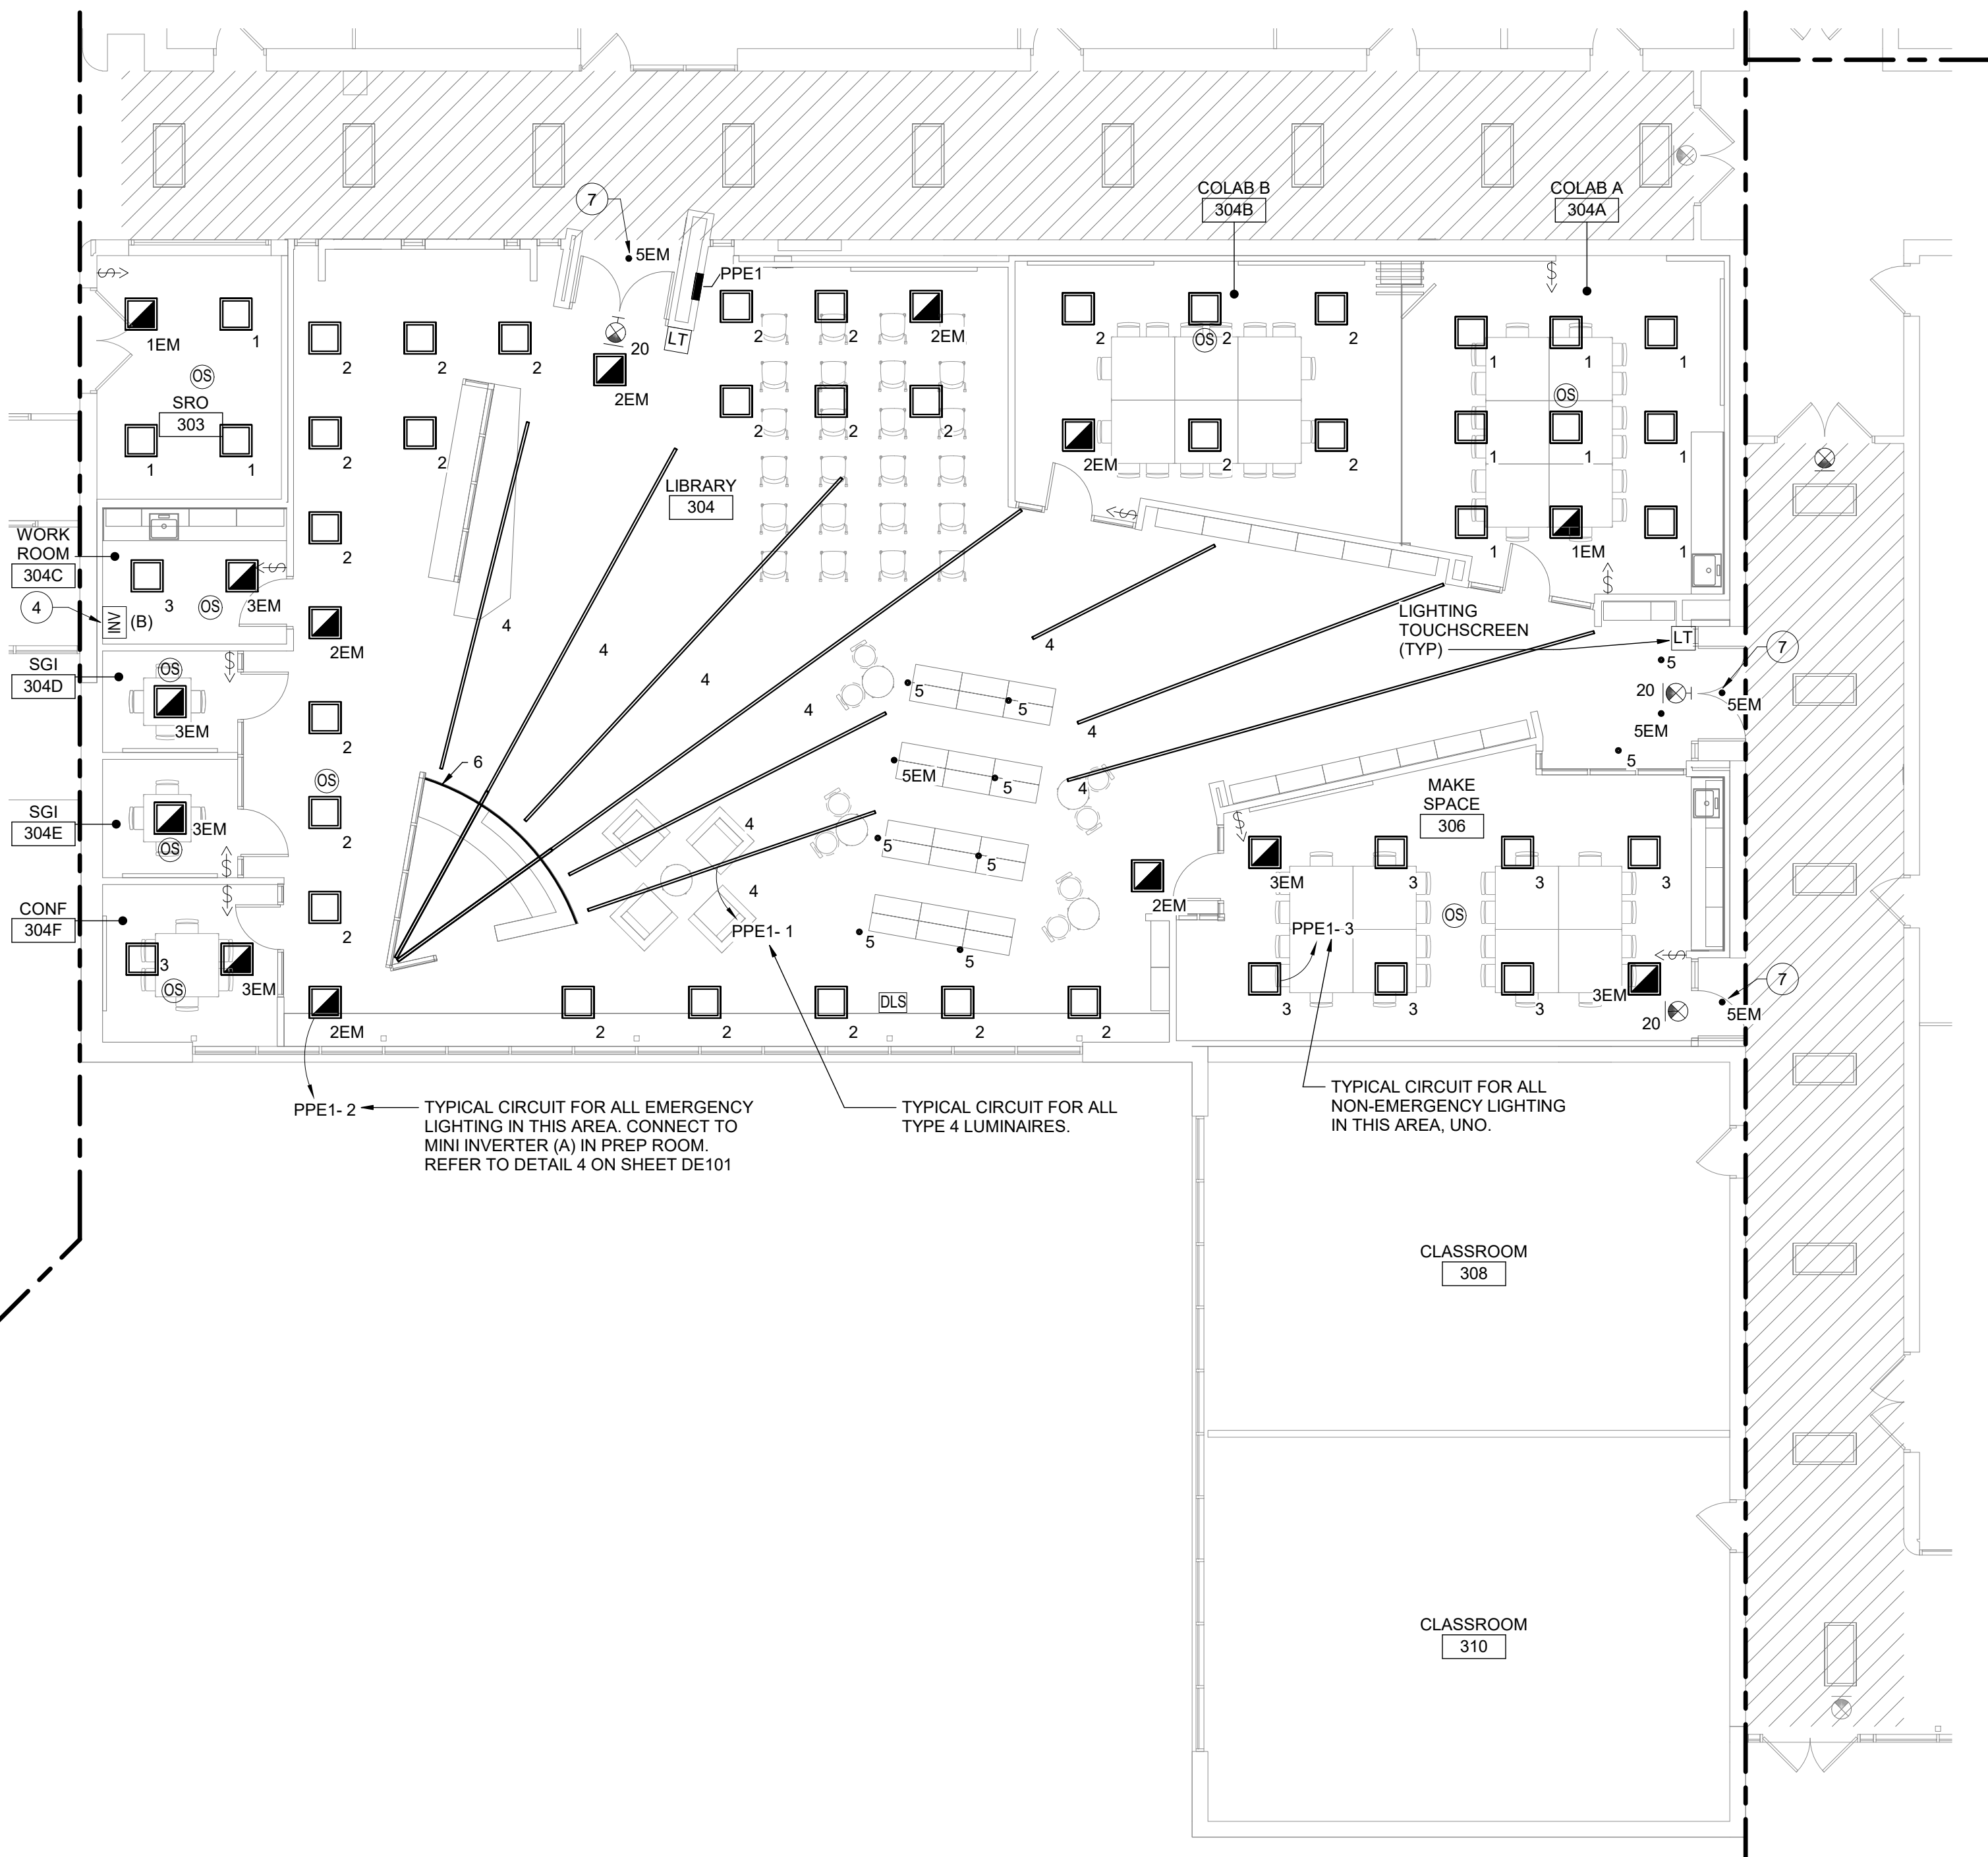 COLAB B
304B
COLAB A
304A
7
5EM
PPE1
LT
20
2EM
1EM
1
OS
SRO
303
1
1
2
2
2
2
2
2
2
2EM
2
2
2
2
OS
2
2
2EM
2
2
1
1
1
OS
1
1
1
1
1EM
1
LIBRARY
304
WORK
ROOM
304C
3
OS
3EM
4
INV
(B)
2EM
4
4
4
4
4
4
4
LIGHTING
TOUCHSCREEN
(TYP)
LT
7
5
20
5EM
5EM
5
SGI
304D
OS
3EM
2
OS
2
6
5
5
5EM
5
5
5
5
5
SGI
304E
3EM
OS
CONF
304F
3
OS
3EM
2
4
4
PPE1- 1
2EM
MAKE
SPACE
306
3EM
3
3
3
OS
PPE1- 3
3
3
3
3EM
20
7
5EM
2EM
2
2
2
DLS
2
2
PPE1- 2
TYPICAL CIRCUIT FOR ALL EMERGENCY
LIGHTING IN THIS AREA. CONNECT TO
MINI INVERTER (A) IN PREP ROOM.
REFER TO DETAIL 4 ON SHEET DE101
TYPICAL CIRCUIT FOR ALL
TYPE 4 LUMINAIRES.
TYPICAL CIRCUIT FOR ALL
NON-EMERGENCY LIGHTING
IN THIS AREA, UNO.
CLASSROOM
308
CLASSROOM
310